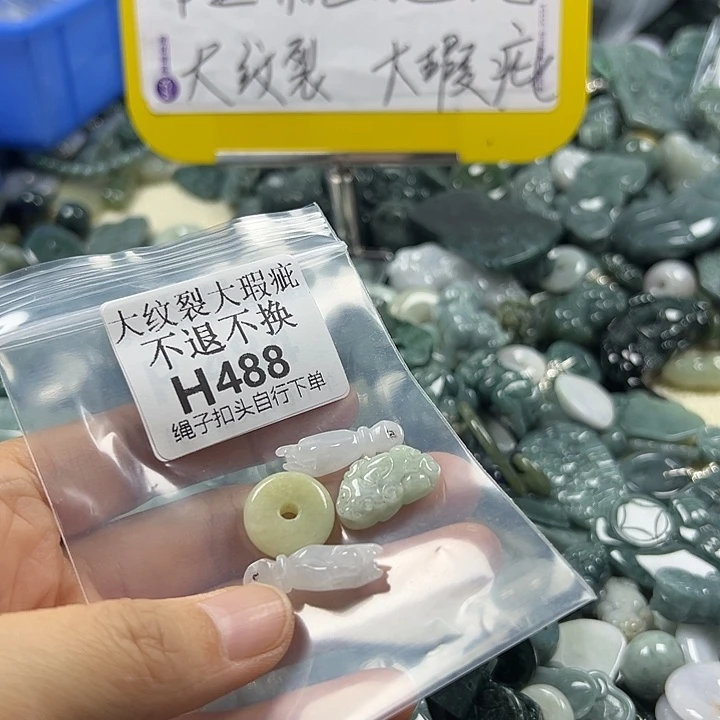 大纹裂 大瑕疵
大纹裂大瑕疵
不退不换
H488
绳子扣头自行下单